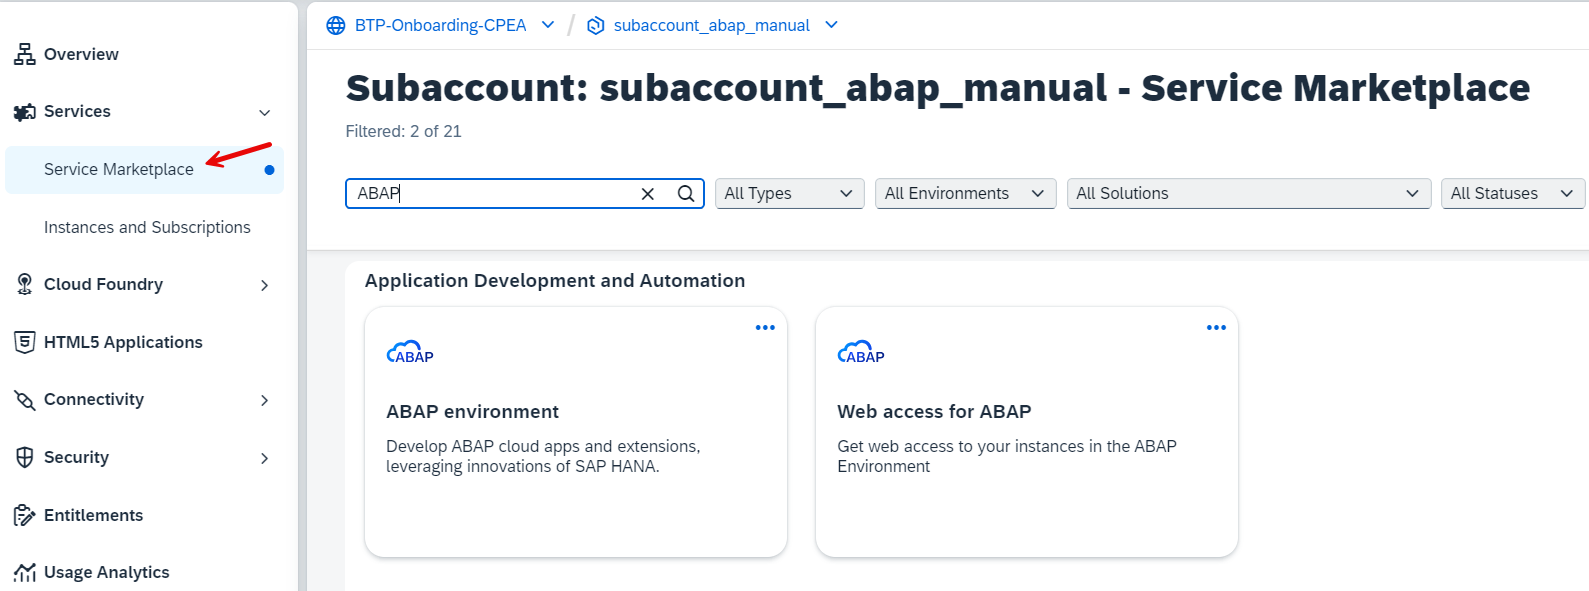 Overview
Services
Service Marketplace
Instances and Subscriptions
Cloud Foundry
HTML5 Applications
Connectivity
Security
Entitlements
Usage Analytics
BTP-Onboarding-CPEA / subaccount_abap_manual
Subaccount: subaccount_abap_manual - Service Marketplace
Filtered: 2 of 21
ABAP
All Types
All Environments
All Solutions
All Statuses
Application Development and Automation
ABAP
ABAP environment
Develop ABAP cloud apps and extensions,
leveraging innovations of SAP HANA.
ABAP
Web access for ABAP
Get web access to your instances in the ABAP
Environment